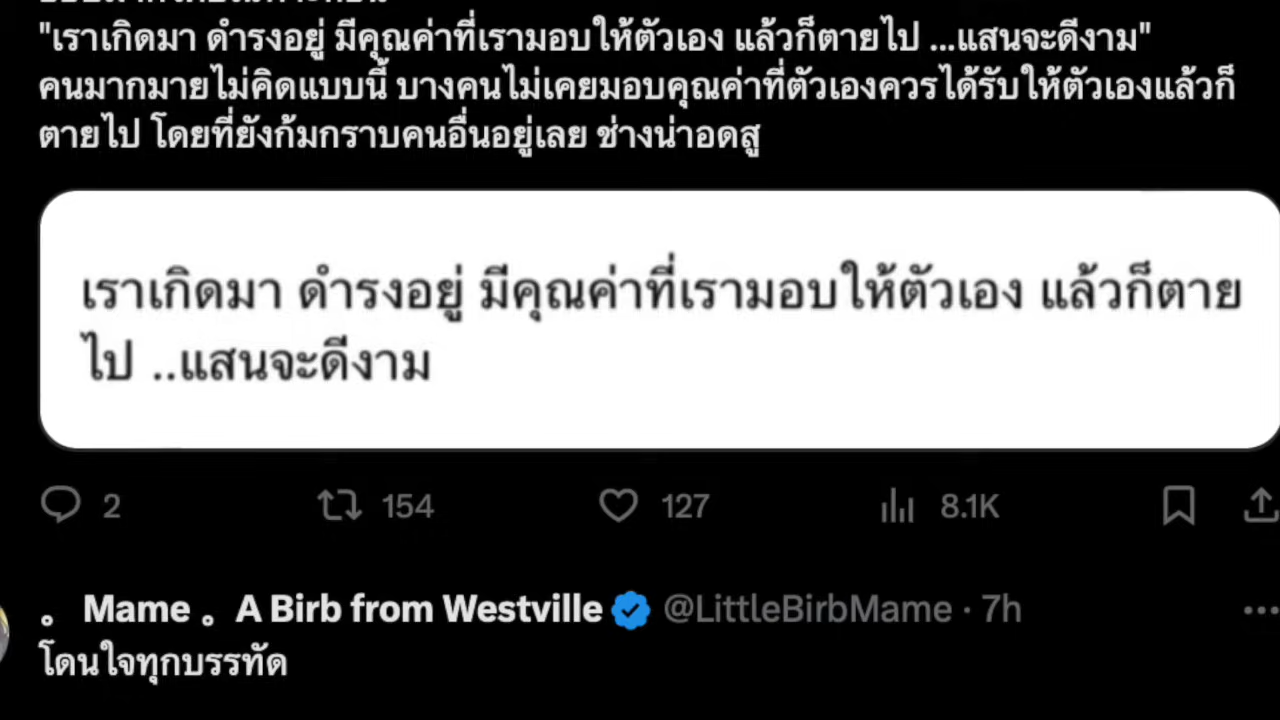 "เราเกิดมา ดำรงอยู่ มีคุณค่าที่เรามอบให้ตัวเอง แล้วก็ตายไป ...แสนจะดีงาม"
คนมากมายไม่คิดแบบนี้ บางคนไม่เคยมอบคุณค่าที่ตัวเองควรได้รับให้ตัวเองแล้วก็
ตายไป โดยที่ยังก้มกราบคนอื่นอยู่เลย ช่างน่าอดสู
เราเกิดมา ดำรงอยู่ มีคุณค่าที่เรามอบให้ตัวเอง แล้วก็ตาย
ไป ..แสนจะดีงาม
2 154 127 8.1K
。 Mame 。 A Birb from Westville @LittleBirbMame · 7h
โดนใจทุกบรรทัด